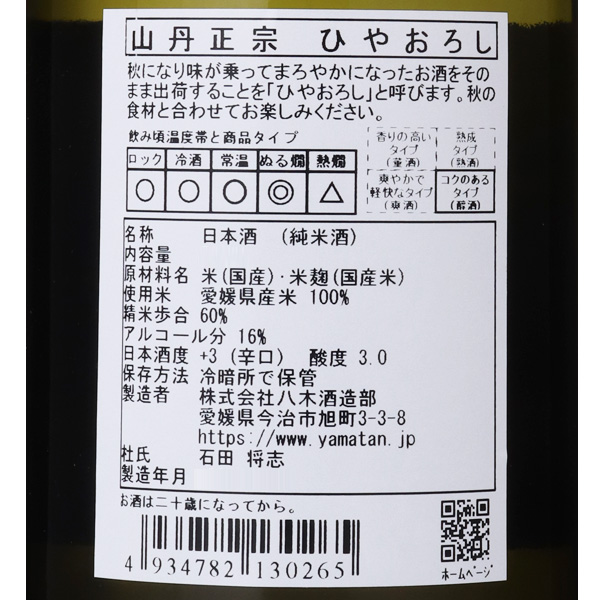 山丹正宗　ひやおろし
秋になり味が乗ってまろやかになったお酒をその
まま出荷することを「ひやおろし」と呼びます。秋の
食材と合わせてお楽しみください。
飲み頃温度帯と商品タイプ
ロック 冷酒 常温 ぬる燗 熱燗
○ ○ ○ ◎ △
香りの高い
タイプ
(薫酒)
熟成
タイプ
(熟酒)
爽やかで
軽快なタイプ
(爽酒)
コクのある
タイプ
(醇酒)
名称 日本酒 (純米酒)
内容量
原材料名 米(国産)・米麹(国産米)
使用米 愛媛県産米 100%
精米歩合 60%
アルコール分 16%
日本酒度 +3 (辛口) 酸度 3.0
保存方法 冷暗所で保管
製造者 株式会社八木酒造部
愛媛県今治市旭町3-3-8
https://www.yamatan.jp
杜氏 石田 将志
製造年月
お酒は二十歳になってから。
4 934782 130265
ホームページ